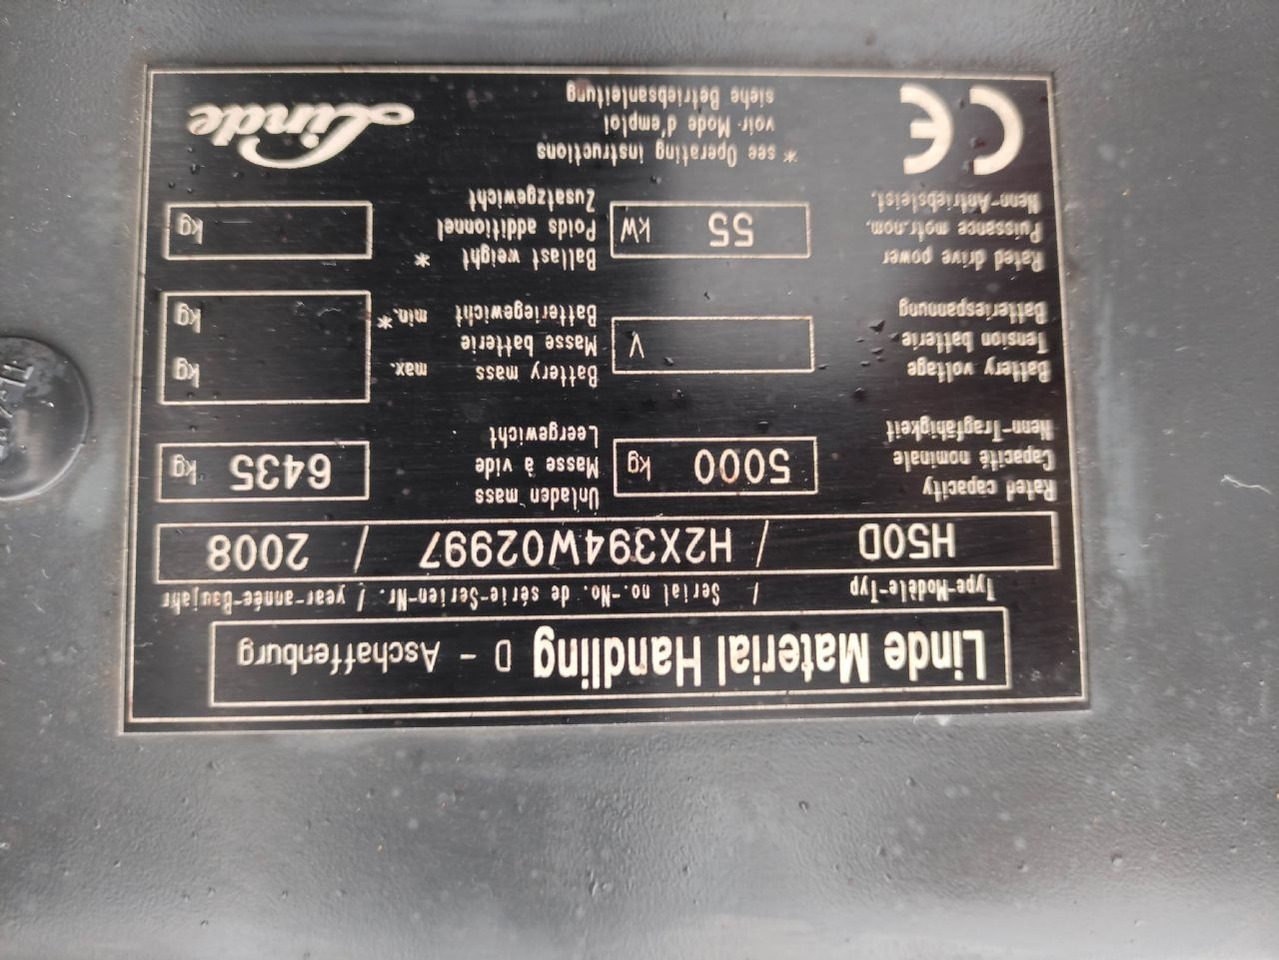 Linde Material Handling D - Aschaffenburg
Type-Modèle-Typ / Serial no.-No. de série-Serien-Nr. / year-année-Baujahr
H50D / H2X394W02997 / 2008
Rated capacity
Capacité nominale
Nenn-Tragfähigkeit
5000 kg
Unladen mass
Masse à vide
Leergewicht
6435 kg
Battery voltage
Tension batterie
Batteriespannung
V
Battery mass
Masse batterie
Batteriegewicht
max. kg
min.* kg
Rated drive power
Puissance motr.nom.
Nenn-Antriebsleist.
55 kW
Ballast weight *
Poids additionnel
Zusatzgewicht
kg
CE
* see Operating instructions
voir Mode d'emploi
siehe Betriebsanleitung
Linde